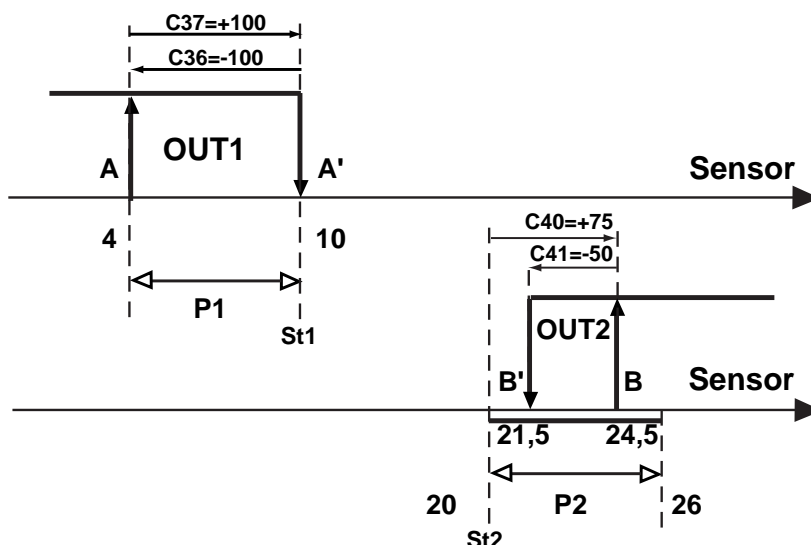 C37=+100
C36=-100
OUT1
A A' Sensor
4 10
C40=+75
C41=-50
P1
St1
OUT2
B' B Sensor
21,5 24,5
20 P2 26
St2